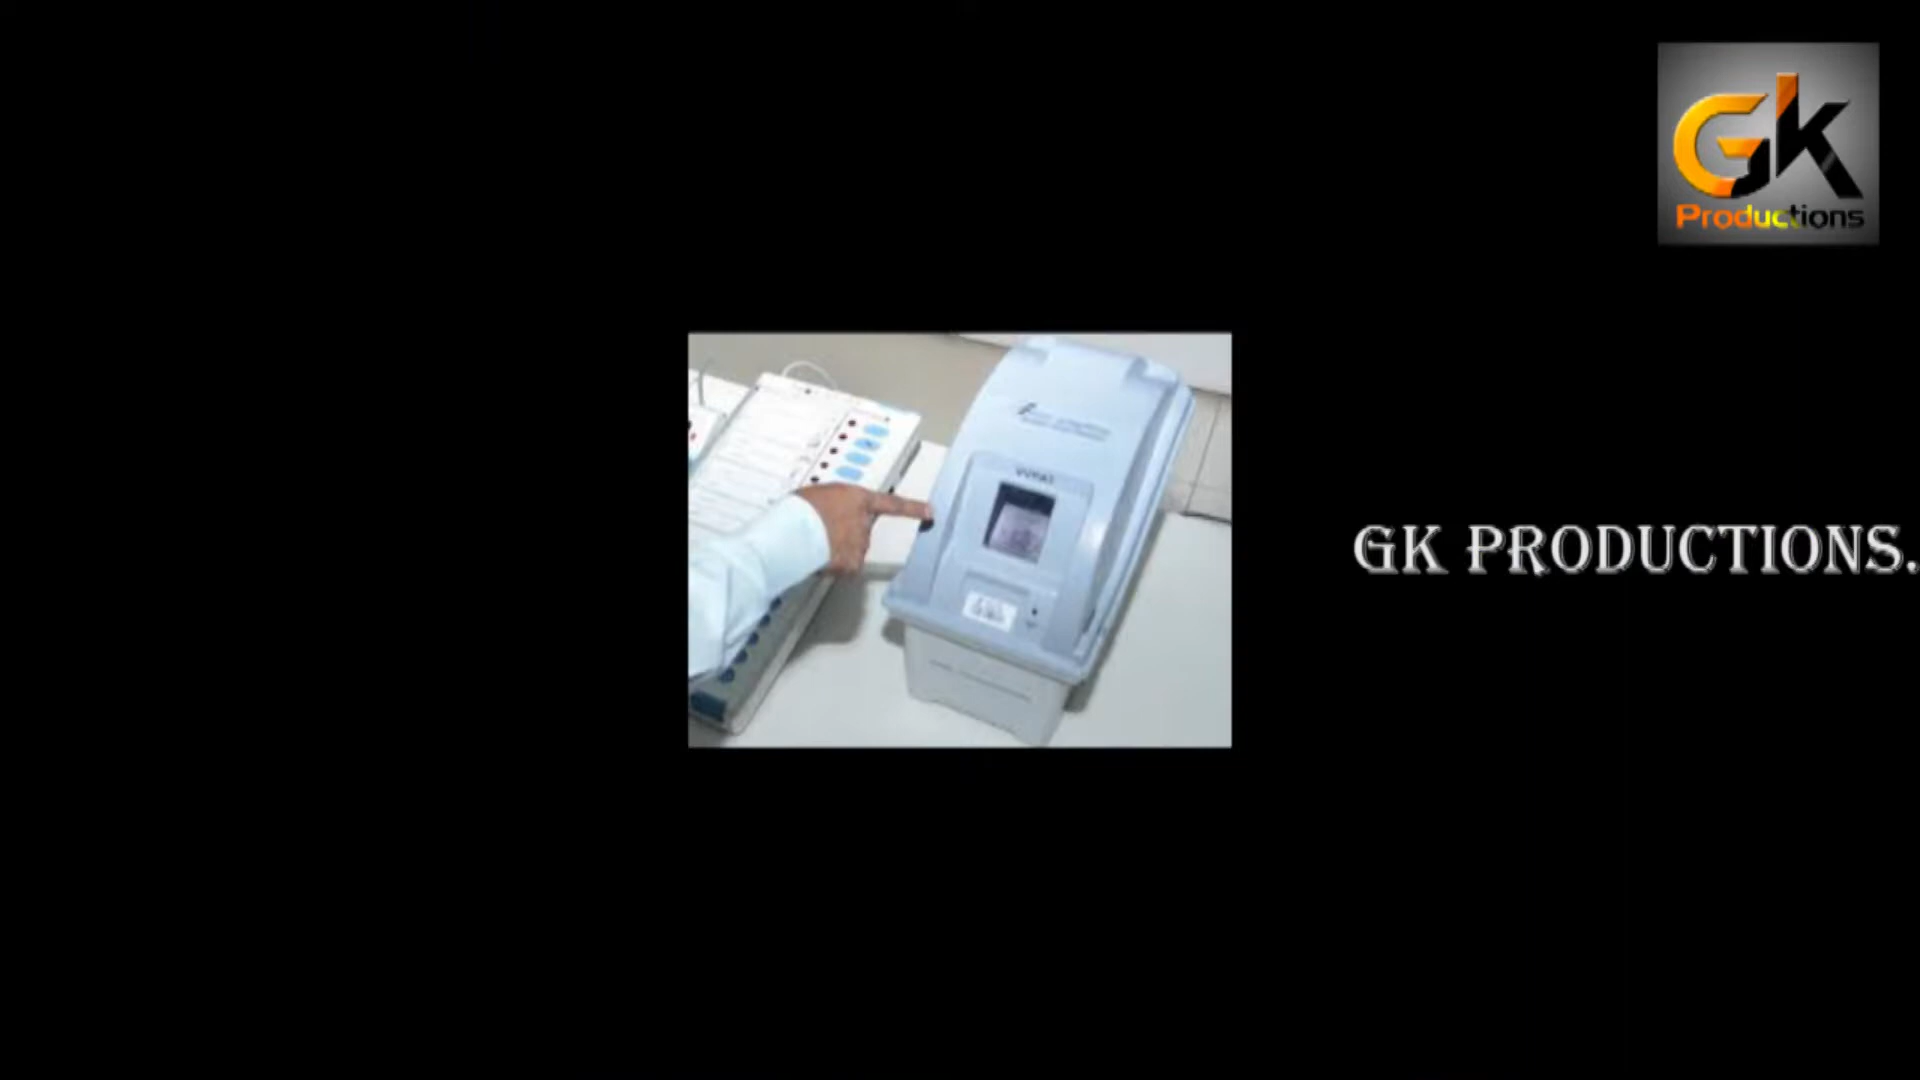 Gk
Productions
VVPAT
GK PRODUCTIONS.